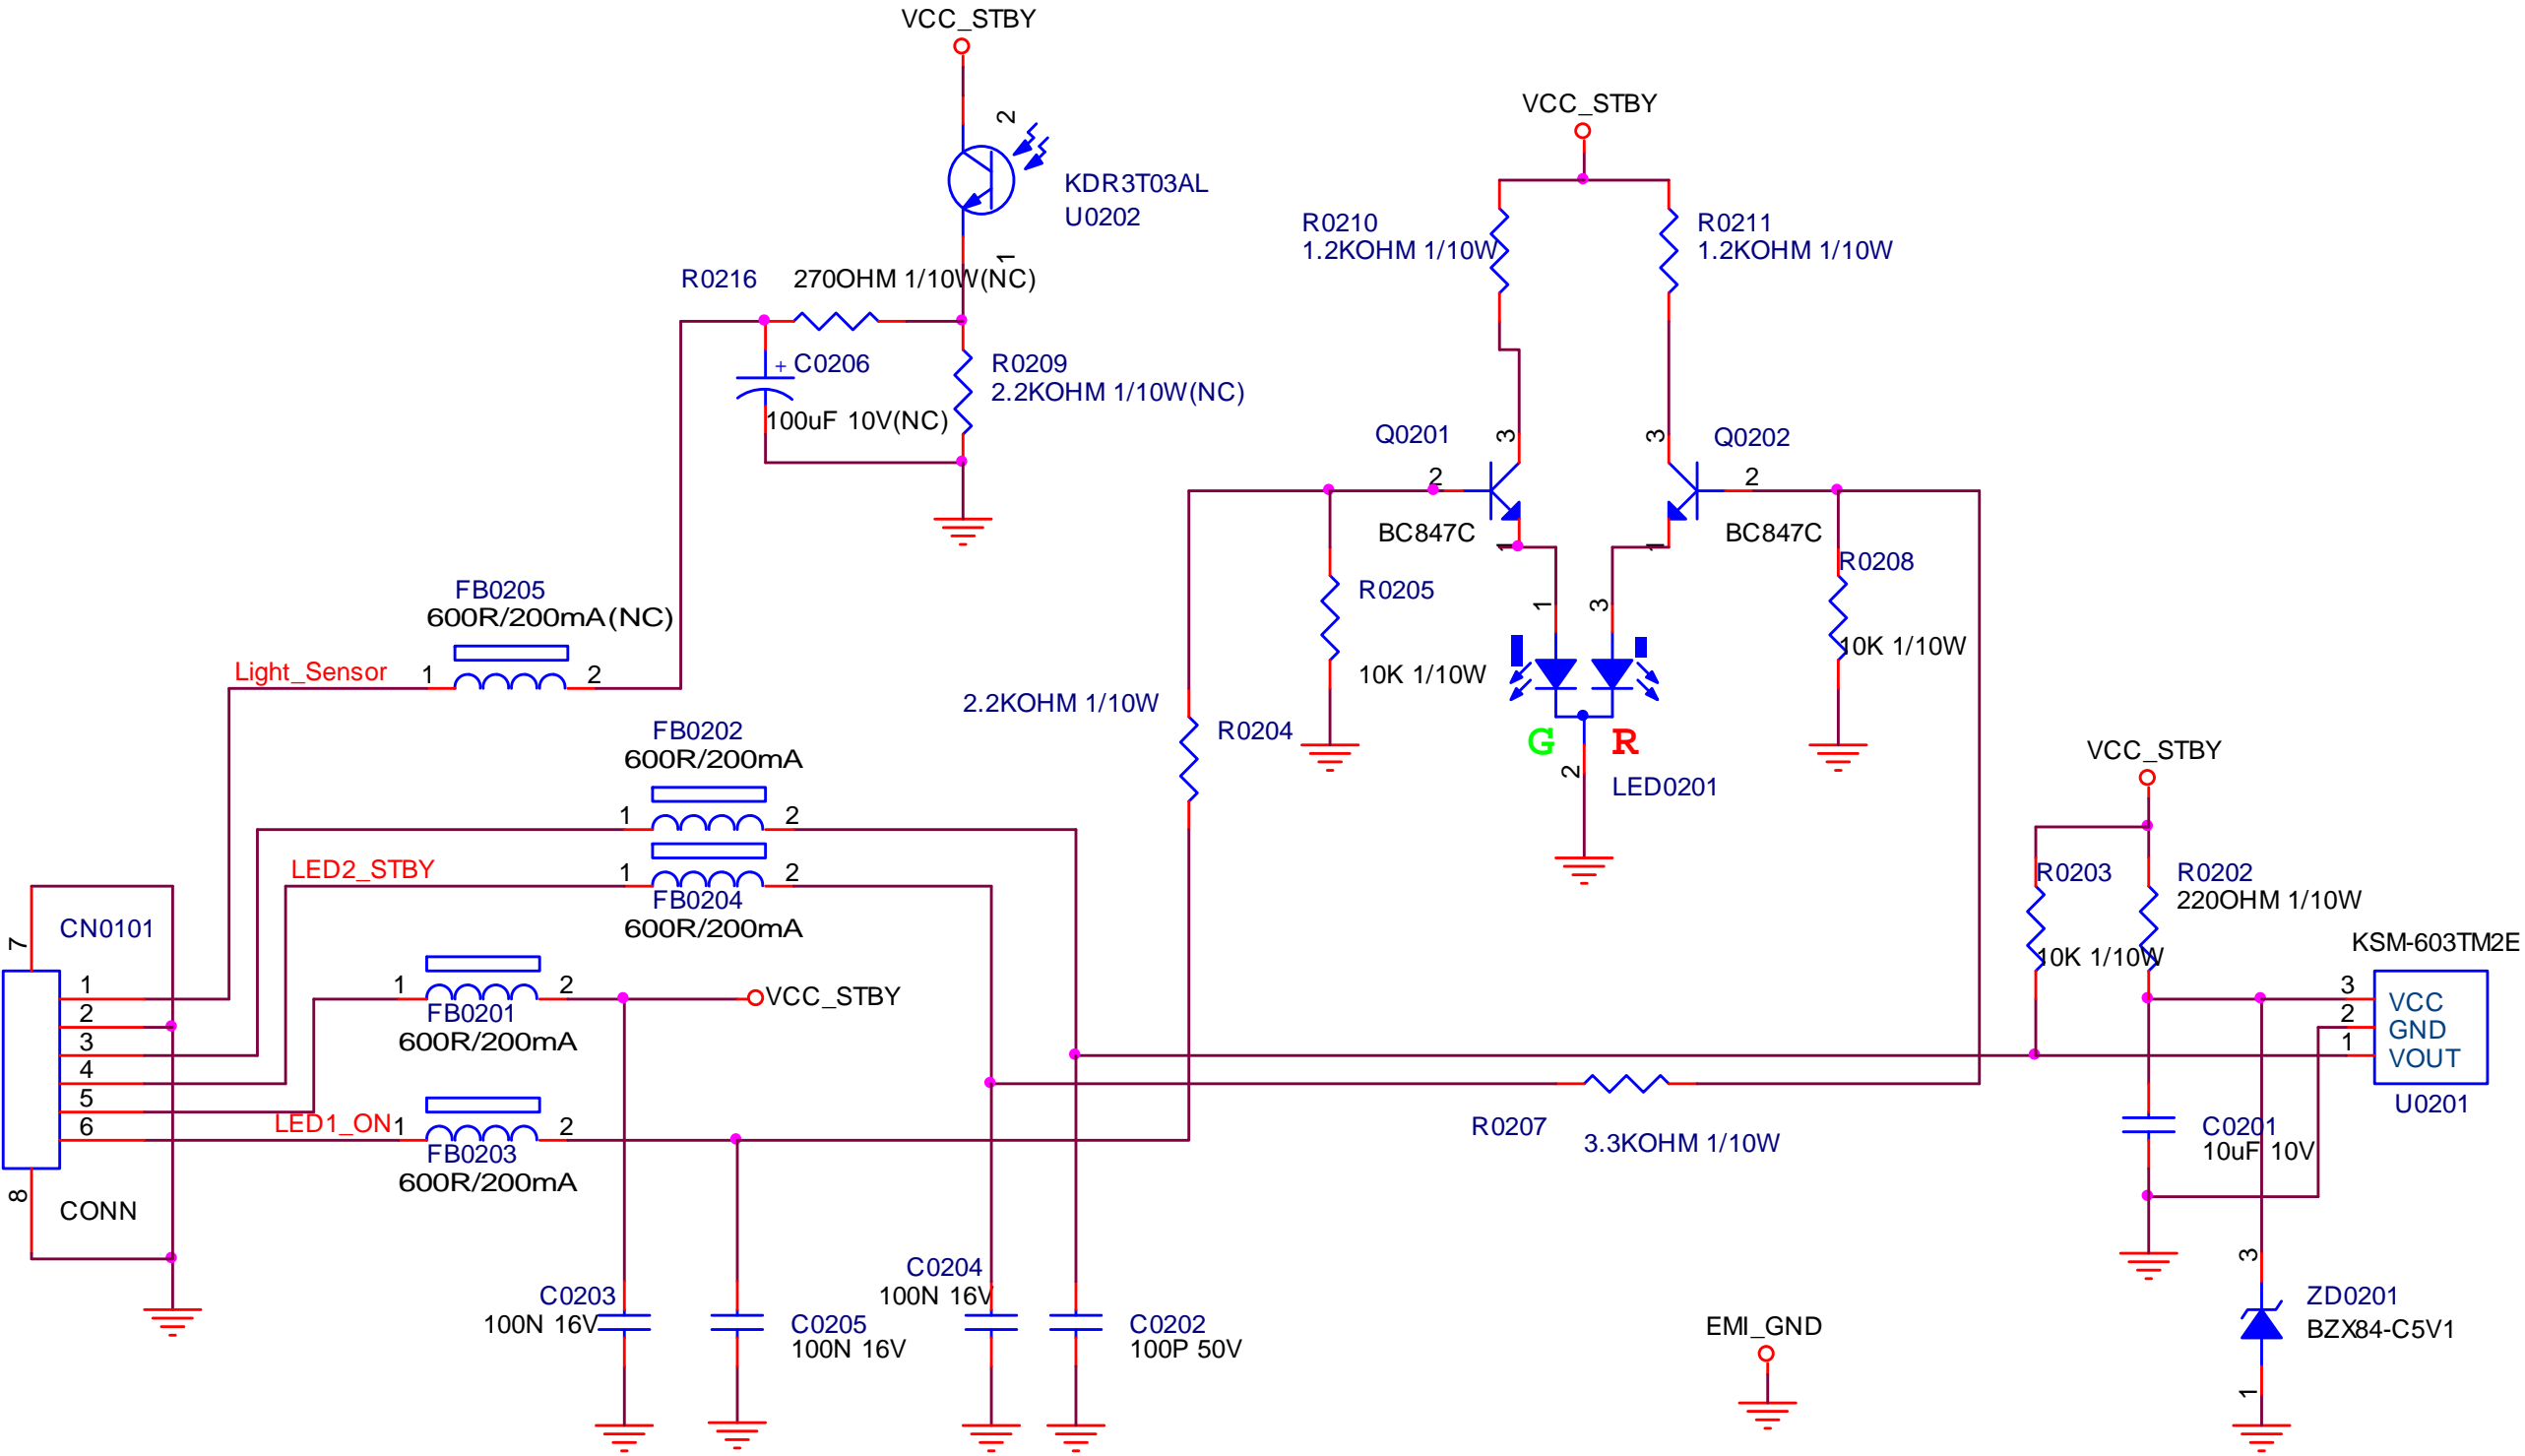 VCC_STBY
2
KDR3T03AL
U0202
1
R0216
270OHM 1/10W(NC)
+
C0206
100uF 10V(NC)
R0209
2.2KOHM 1/10W(NC)
VCC_STBY
R0210
1.2KOHM 1/10W
R0211
1.2KOHM 1/10W
Q0201
3
2
BC847C
1
3
Q0202
2
BC847C
1
R0205
10K 1/10W
R0208
10K 1/10W
1
3
G
R
2
LED0201
FB0205
600R/200mA(NC)
Light_Sensor
1
2
2.2KOHM 1/10W
R0204
FB0202
600R/200mA
1
2
LED2_STBY
1
2
FB0204
600R/200mA
7
CN0101
1
2
3
4
5
6
8
CONN
1
2
VCC_STBY
FB0201
600R/200mA
LED1_ON
1
2
FB0203
600R/200mA
VCC_STBY
R0203
10K 1/10W
R0202
220OHM 1/10W
KSM-603TM2E
3
VCC
2
GND
1
VOUT
U0201
R0207
3.3KOHM 1/10W
C0201
10uF 10V
C0203
100N 16V
C0205
100N 16V
C0204
100N 16V
C0202
100P 50V
EMI_GND
3
ZD0201
BZX84-C5V1
1